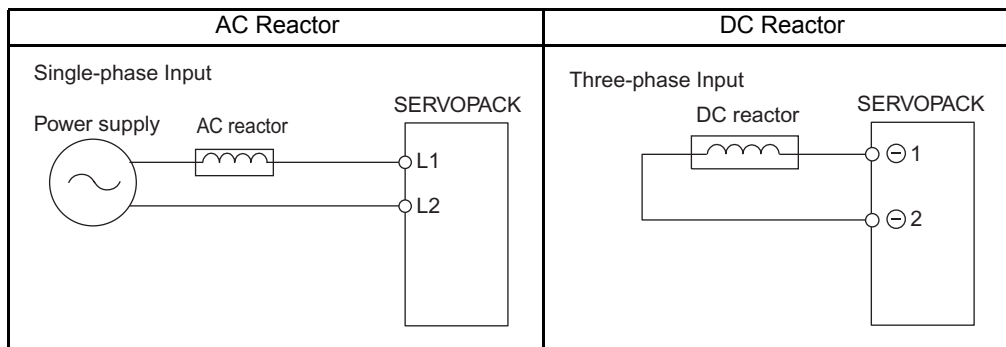 AC Reactor
DC Reactor
Single-phase Input
Power supply
AC reactor
SERVOPACK
L1
L2
Three-phase Input
DC reactor
SERVOPACK
⊖ 1
⊖ 2